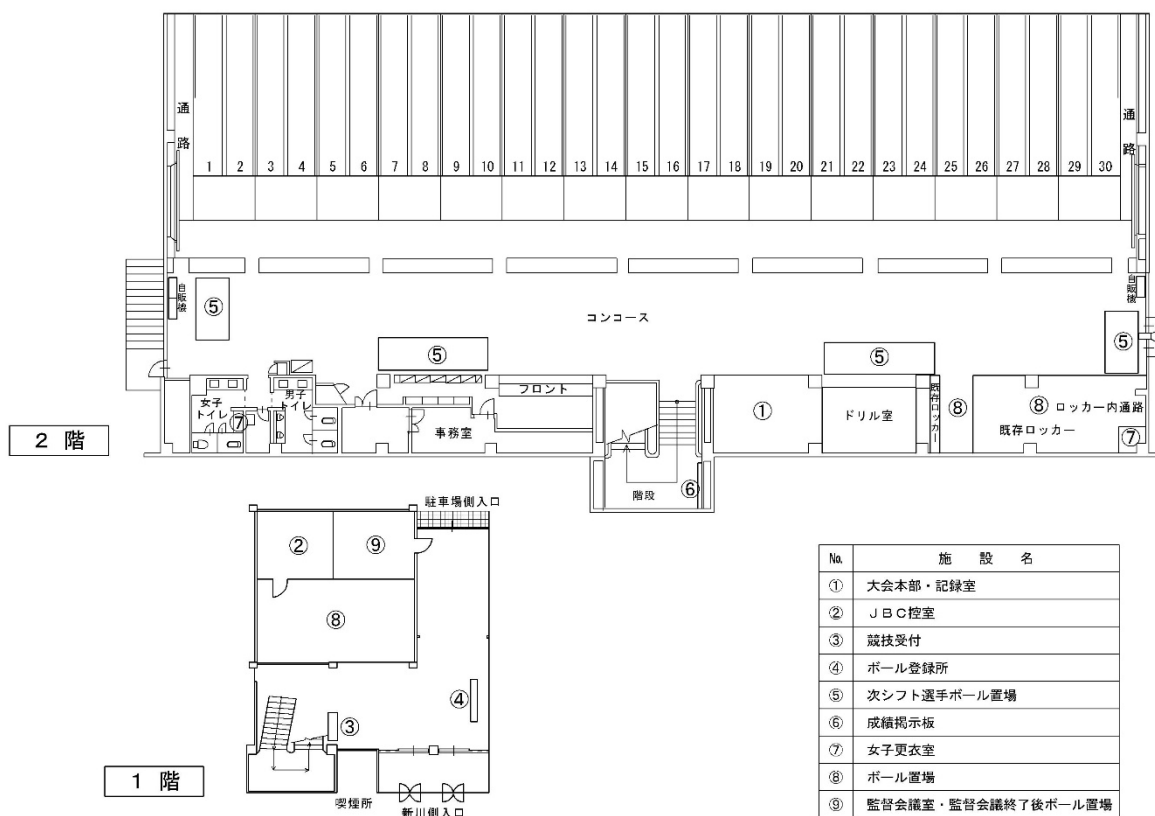 通路
通路
1 2 3 4 5 6 7 8 9 10 11 12 13 14 15 16 17 18 19 20 21 22 23 24 25 26 27 28 29 30
自販機
⑤
コンコース
自販機
⑤
⑤
⑤
女子
トイレ
⑦
男子
トイレ
フロント
事務室
階段
⑥
①
ドリル室
既存ロッカー
⑧
⑧ ロッカー内通路
既存ロッカー
⑦
2 階
駐車場側入口
②
⑨
⑧
④
③
1 階
喫煙所
新川側入口
No. 施 設 名
① 大会本部・記録室
② JBC控室
③ 競技受付
④ ボール登録所
⑤ 次シフト選手ボール置場
⑥ 成績掲示板
⑦ 女子更衣室
⑧ ボール置場
⑨ 監督会議室・監督会議終了後ボール置場